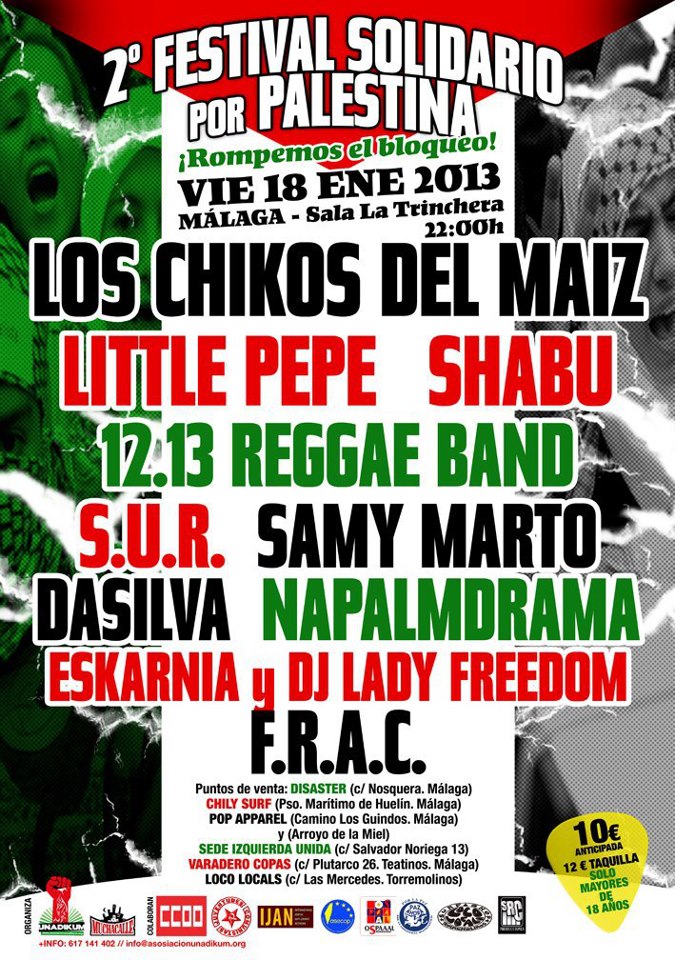 2º FESTIVAL SOLIDARIO
POR PALESTINA
¡Rompemos el bloqueo!
VIE 18 ENE 2013
MÁLAGA - Sala La Trinchera
22:00h
LOS CHIKOS DEL MAIZ
LITTLE PEPE SHABU
12.13 REGGAE BAND
S.U.R. SAMY MARTO
DASILVA NAPALMDRAMA
ESKARNIA y DJ LADY FREEDOM
F.R.A.C.
Puntos de venta: DISASTER (c/ Nosquera. Málaga)
CHILY SURF (Pso. Marítimo de Huelín. Málaga)
POP APPAREL (Camino Los Guindos. Málaga)
y (Arroyo de la Miel)
SEDE IZQUIERDA UNIDA (c/ Salvador Noriega 13)
VARADERO COPAS (c/ Plutarco 26. Teatinos. Málaga)
LOCO LOCALS (c/ Las Mercedes. Torremolinos)
10€
ANTICIPADA
12 € TAQUILLA
SOLO
MAYORES
DE
18 AÑOS
ORGANIZA
UNADIKUM
MUCHACALLE
COLABORAN
CCOO
IJAN
asecop
OSPAAAL
PAZ
+INFO: 617 141 402 // info@asosiacionunadikum.org